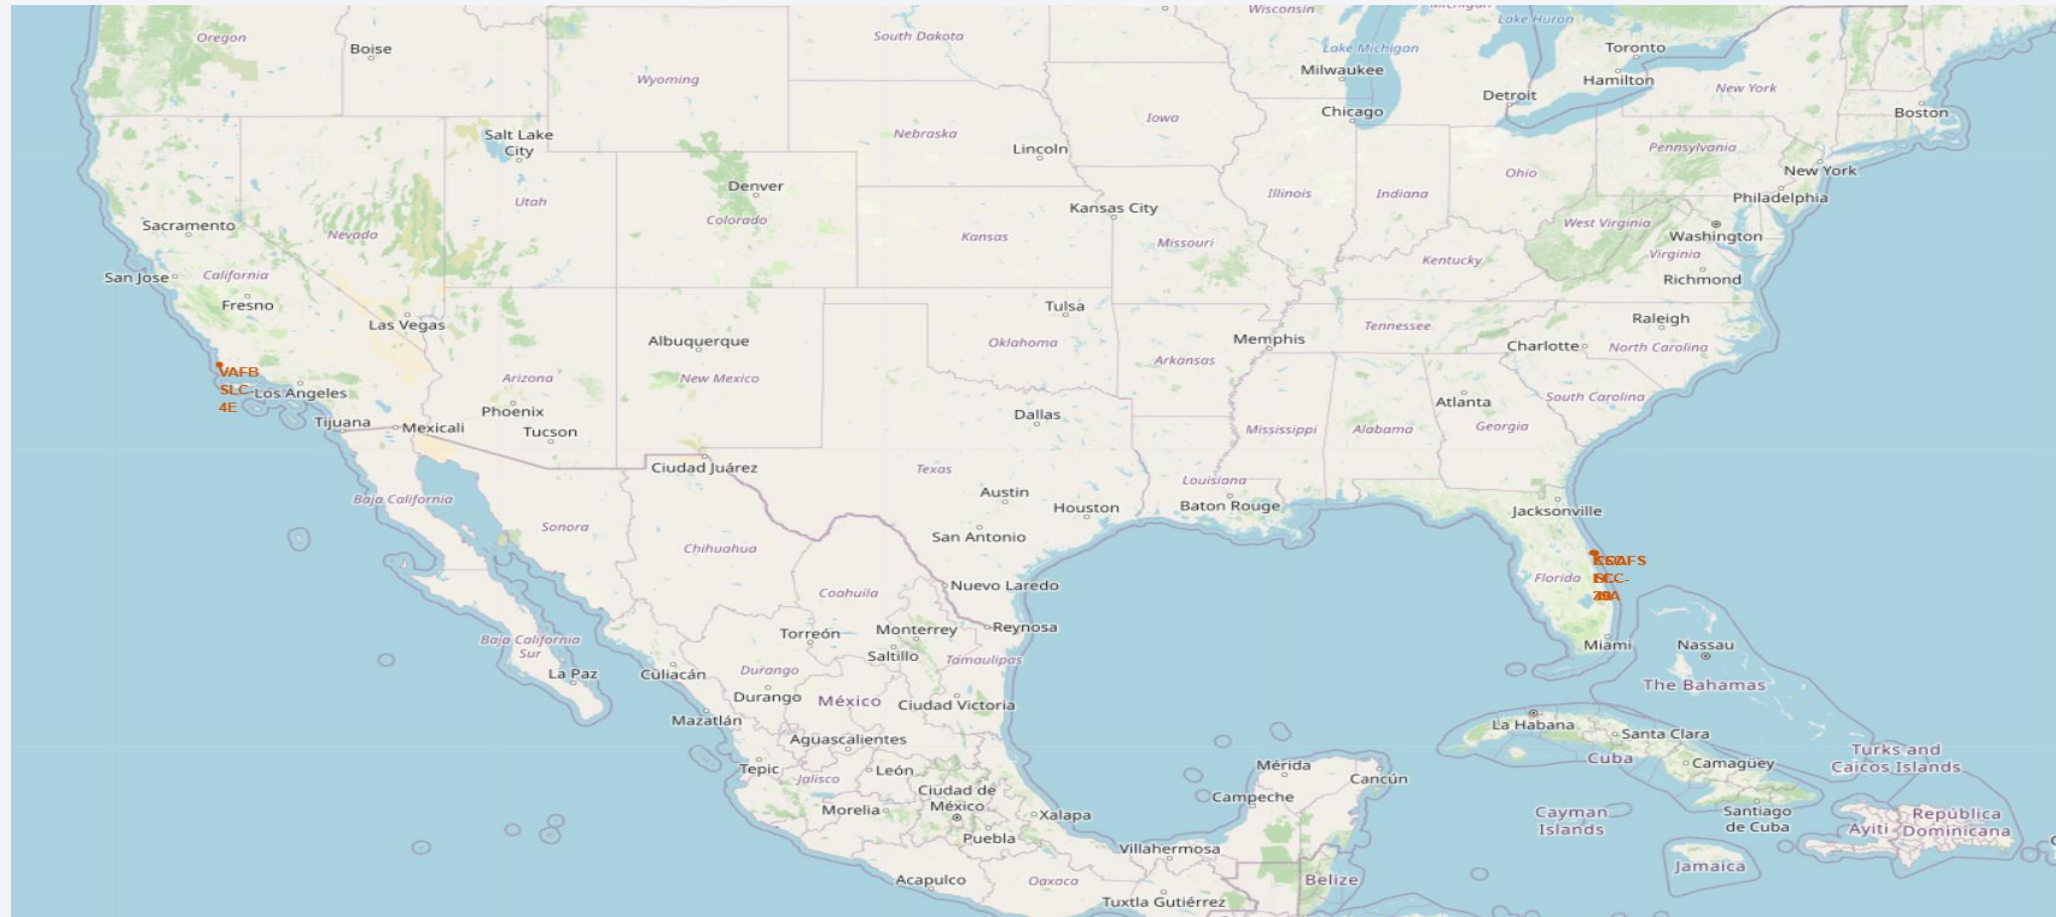 Wisconsin
Lake Huron
Oregon
Boise
South Dakota
Lake Michigan
Toronto
Milwaukee
Hamilton
Wyoming
Detroit
New York
Chicago
Boston
Iowa
Salt Lake
City
Nebraska
Lincoln
Pennsylvania
New York
Ohio
Denver
Illinois
Indiana
Philadelphia
Utah
Kansas City
Colorado
West Virginia
Sacramento
Nevada
Kansas
Missouri
Washington
Virginia
Kentucky
San Jose
California
Richmond
Fresno
Tulsa
Las Vegas
Raleigh
Tennessee
Albuquerque
Oklahoma
Memphis
Charlotte
North Carolina
Arkansas
VAFB
SLC-
4E
Los Angeles
Arizona
New Mexico
South Carolina
Atlanta
Phoenix
Dallas
Tijuana
Mexicali
Tucson
Mississippi
Alabama
Georgia
Ciudad Juárez
Texas
Louisiana
Baja California
Austin
Houston
Baton Rouge
Jacksonville
Sonora
San Antonio
Chihuahua
Florida
Nuevo Laredo
Coahuila
Reynosa
Torreón
Monterrey
Baja California
Sur
Saltillo
Tamaulipas
Miami
Nassau
La Paz
Culiacán
Durango
The Bahamas
Durango
México
Ciudad Victoria
Mazatlán
La Habana
Santa Clara
Aguascalientes
Turks and
Caicos Islands
Cuba
Camagüey
Tepic
Jalisco
León
Mérida
Cancún
Ciudad de
México
Campeche
Morelia
Xalapa
Cayman
Islands
Santiago
de Cuba
República
Dominicana
Ayiti
Puebla
Villahermosa
Jamaica
Acapulco
Oaxaca
Belize
Tuxtla Gutiérrez